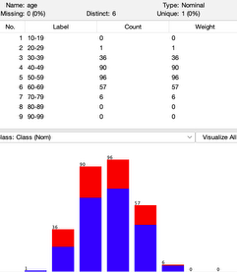 Name: age Type: Nominal
Missing: 0 (0%) Distinct: 6 Unique: 1 (0%)
No. Label Count Weight
1 10-19 0 0
2 20-29 1 1
3 30-39 36 36
4 40-49 90 90
5 50-59 96 96
6 60-69 57 57
7 70-79 6 6
8 80-89 0 0
9 90-99 0 0
lass: Class (Nom) Visualize All
96
90
57
36
6
1 0 0